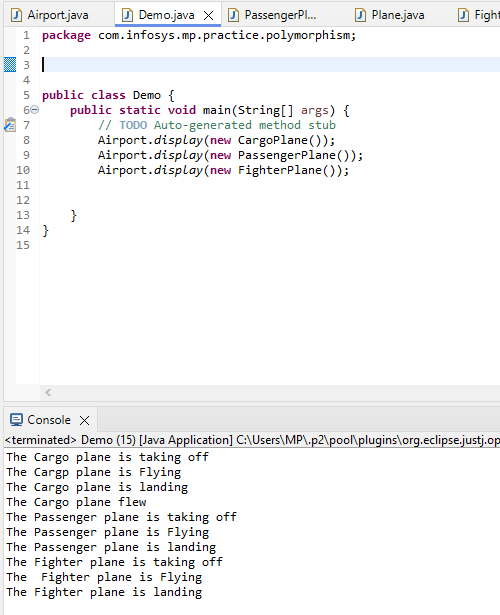 Airport.java
Demo.java
PassengerPl...
Plane.java
Fight
1 package com.infosys.mp.practice.polymorphism;
2
3
4
5 public class Demo {
6 public static void main(String[] args) {
7 // TODO Auto-generated method stub
8 Airport.display(new CargoPlane());
9 Airport.display(new PassengerPlane());
10 Airport.display(new FighterPlane());
11
12
13 }
14 }
15
Console
<terminated> Demo (15) [Java Application] C:\Users\MP\.p2\pool\plugins\org.eclipse.justj.op
The Cargo plane is taking off
The Cargp plane is Flying
The Cargo plane is landing
The Cargo plane flew
The Passenger plane is taking off
The Passenger plane is Flying
The Passenger plane is landing
The Fighter plane is taking off
The  Fighter plane is Flying
The Fighter plane is landing